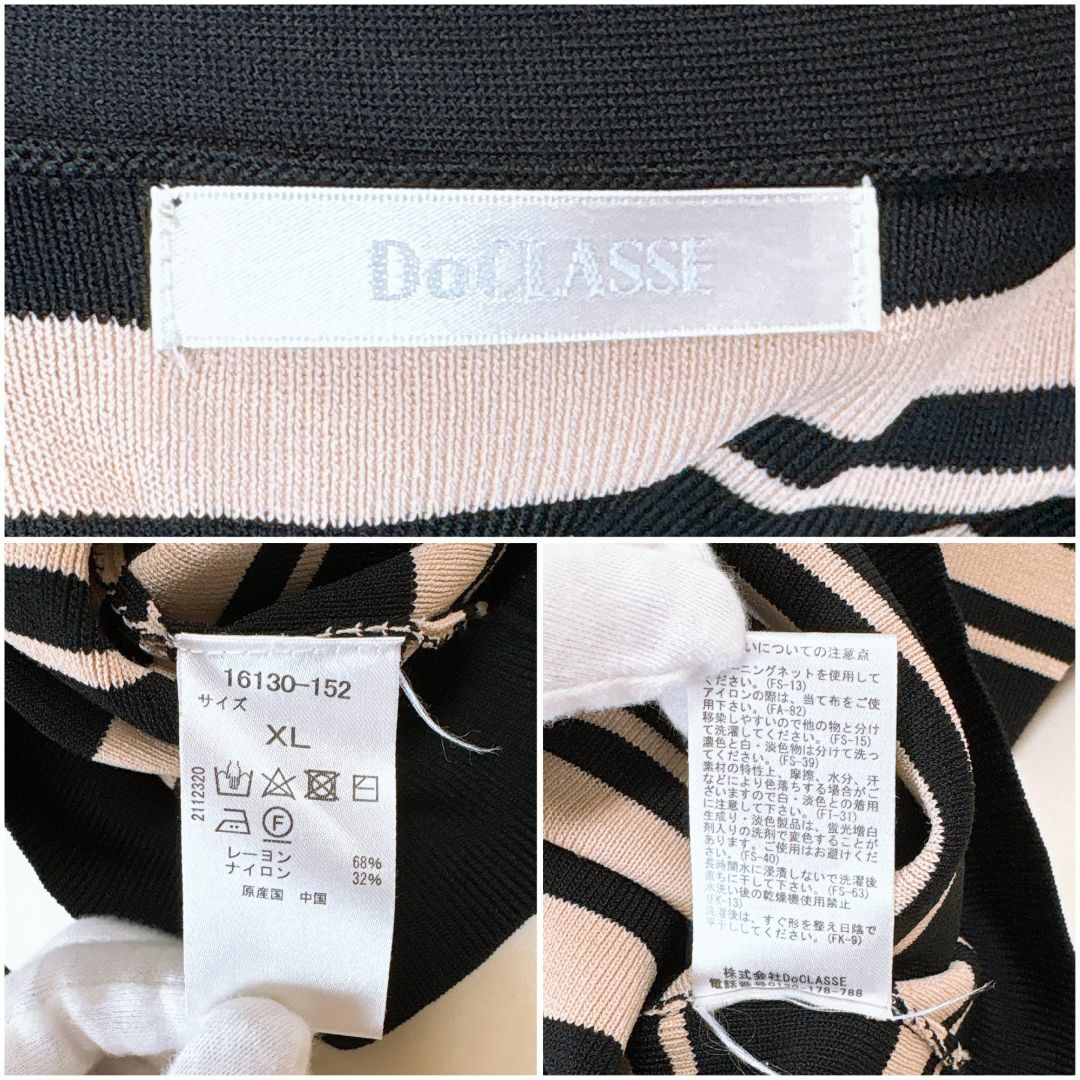 DoCLASSE
16130-152
サイズ
XL
2112320
F
レーヨン 68%
ナイロン 32%
原産国 中国
いについての注意点
ーニングネットを使用して
ください。(FS-13)
アイロンの際は、当て布をご使
用下さい。(FA-82)
移染しやすいので他の物と分け
て洗濯してください。(FS-15)
濃色と白・淡色物は分けて洗っ
てください。(FS-39)
素材の特性上、摩擦、水分、汗
などにより色落ちする場合がご
ざいますので白・淡色との着用
に注意して下さい。(FT-31)
生成り・淡色製品は、蛍光増白
剤入りの洗剤で変色することが
あります。ご使用はお避けくだ
さい。(FS-40)
長時間水に浸漬しないで洗濯後
直ちに干して下さい。(FS-63)
水洗い後の乾燥機使用禁止
(FK-13)
洗濯後は、すぐ形を整え日陰で
平干ししてください。(FK-9)
株式会社DoCLASSE
電話番号0120-178-788